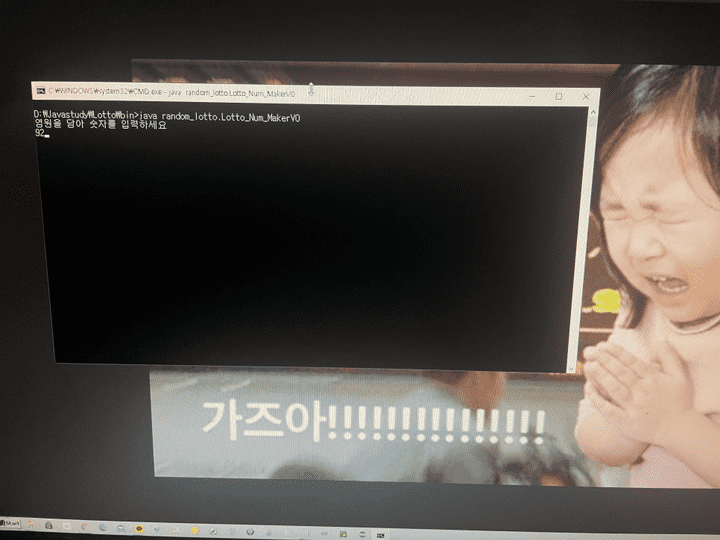 C:₩WINDOWS₩system32₩CMD.exe - java random_lotto.Lotto_Num_MakerV0
D:₩Javastudy₩Lotto₩bin>java random_lotto.Lotto_Num_MakerV0
염원을 담아 숫자를 입력하세요
92
가즈아!!!!!!!!!!!!!!!
Start